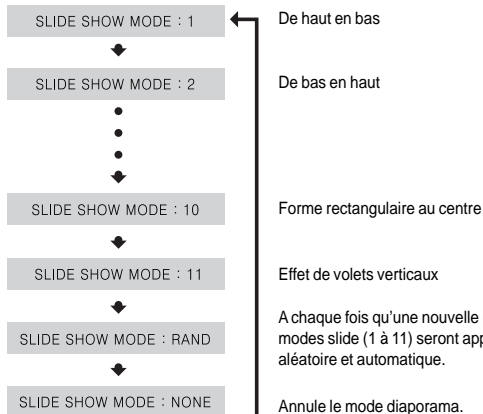 SLIDE SHOW MODE : 1
De haut en bas
SLIDE SHOW MODE : 2
De bas en haut
SLIDE SHOW MODE : 10
Forme rectangulaire au centre
SLIDE SHOW MODE : 11
Effet de volets verticaux
A chaque fois qu'une nouvelle
modes slide (1 à 11) seront
aléatoire et automatique.
SLIDE SHOW MODE : RAND
SLIDE SHOW MODE : NONE
Annule le mode diaporama.